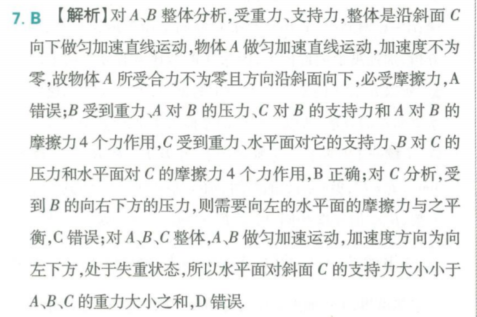 7. B 【解析】对 A、B 整体分析,受重力、支持力,整体是沿斜面 C
向下做匀加速直线运动,物体 A 做匀加速直线运动,加速度不为
零,故物体 A 所受合力不为零且方向沿斜面向下,必受摩擦力,A
错误;B 受到重力、A 对 B 的压力、C 对 B 的支持力和 A 对 B 的
摩擦力 4 个力作用,C 受到重力、水平面对它的支持力、B 对 C 的
压力和水平面对 C 的摩擦力 4 个力作用,B 正确;对 C 分析,受
到 B 的向右下方的压力,则需要向左的水平面的摩擦力与之平
衡,C 错误;对 A、B、C 整体,A、B 做匀加速运动,加速度方向为向
左下方,处于失重状态,所以水平面对斜面 C 的支持力大小小于
A、B、C 的重力大小之和,D 错误.